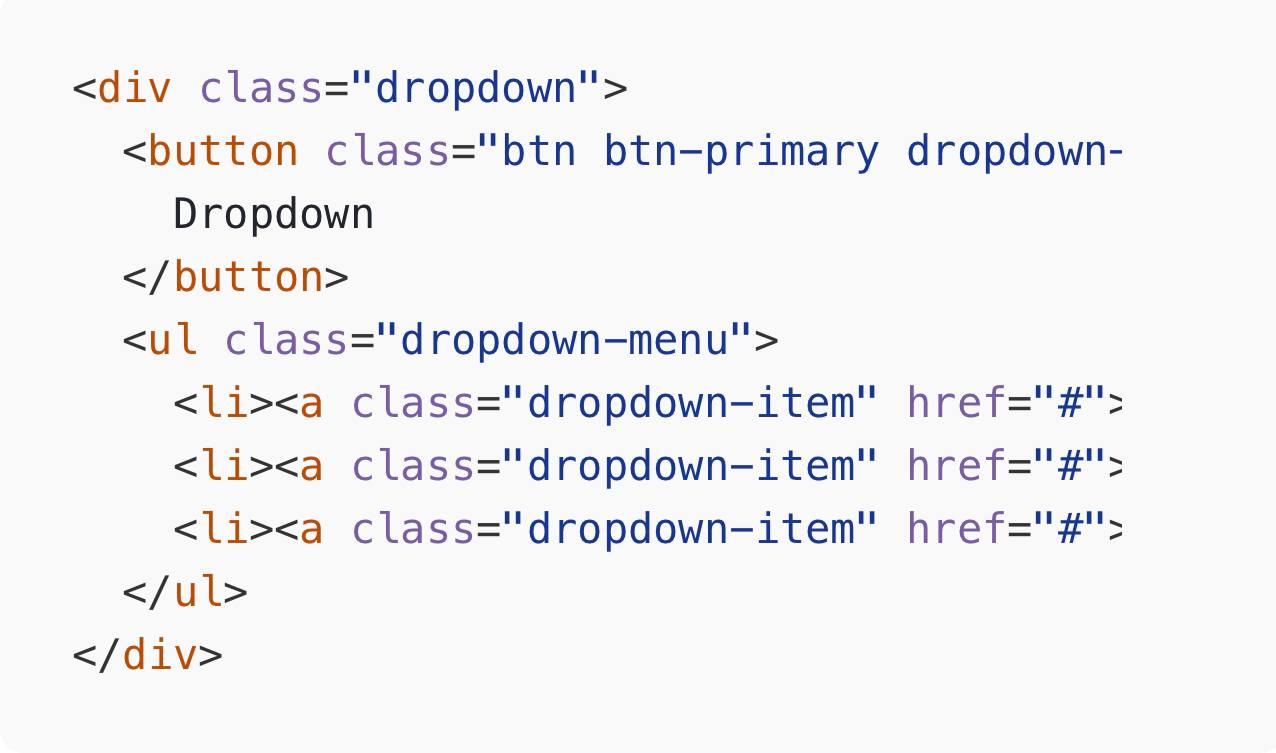 <div class="dropdown">
  <button class="btn btn-primary dropdown-
    Dropdown
  </button>
  <ul class="dropdown-menu">
    <li><a class="dropdown-item" href="#">
    <li><a class="dropdown-item" href="#">
    <li><a class="dropdown-item" href="#">
  </ul>
</div>